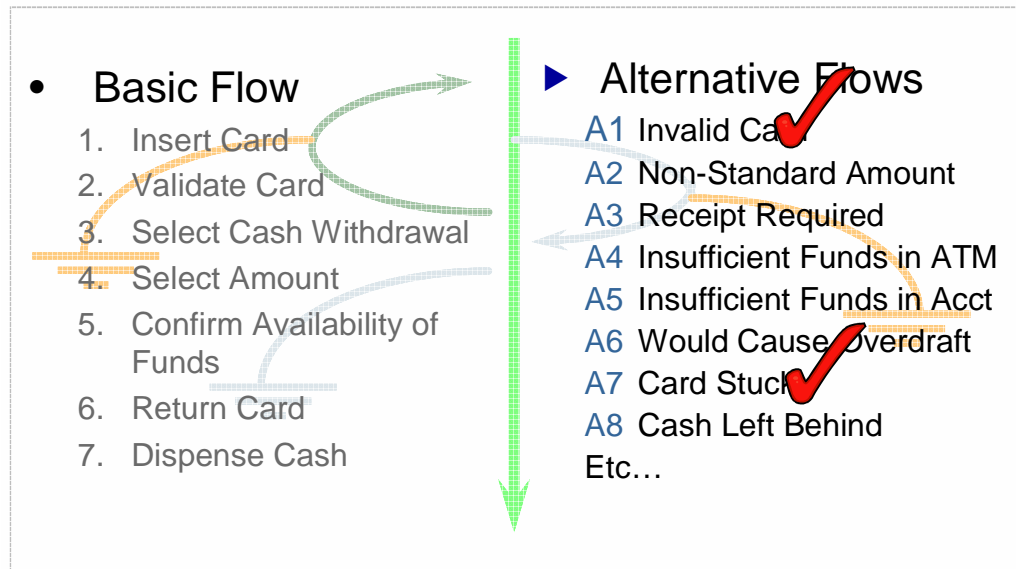 • Basic Flow
1. Insert Card
2. Validate Card
3. Select Cash Withdrawal
4. Select Amount
5. Confirm Availability of
Funds
6. Return Card
7. Dispense Cash
Alternative Flows
A1 Invalid Card
A2 Non-Standard Amount
A3 Receipt Required
A4 Insufficient Funds in ATM
A5 Insufficient Funds in Acct
A6 Would Cause Overdraft
A7 Card Stuck
A8 Cash Left Behind
Etc…